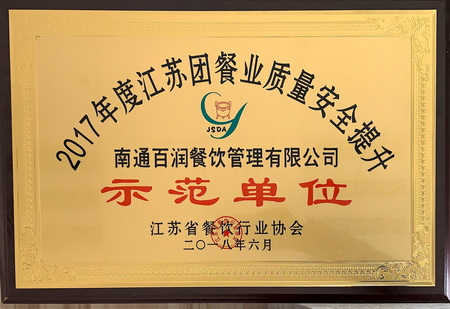 2017年度江苏团餐业质量安全提升
JSDA
南通百润餐饮管理有限公司
示范单位
江苏省餐饮行业协会
二〇一八年六月